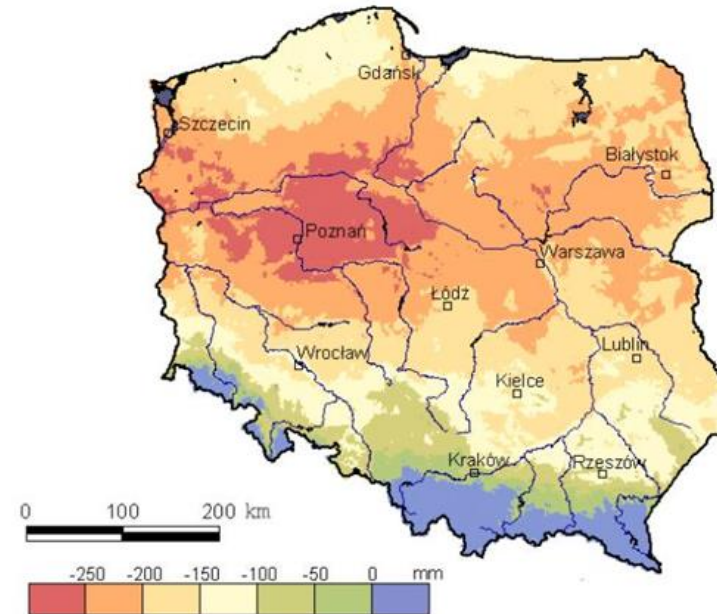 Gdańsk
Szczecin
Białystok
Poznań
Warszawa
Łódź
Wrocław
Lublin
Kielce
Kraków
Rzeszów
0 100 200 km
-250 -200 -150 -100 -50 0 mm